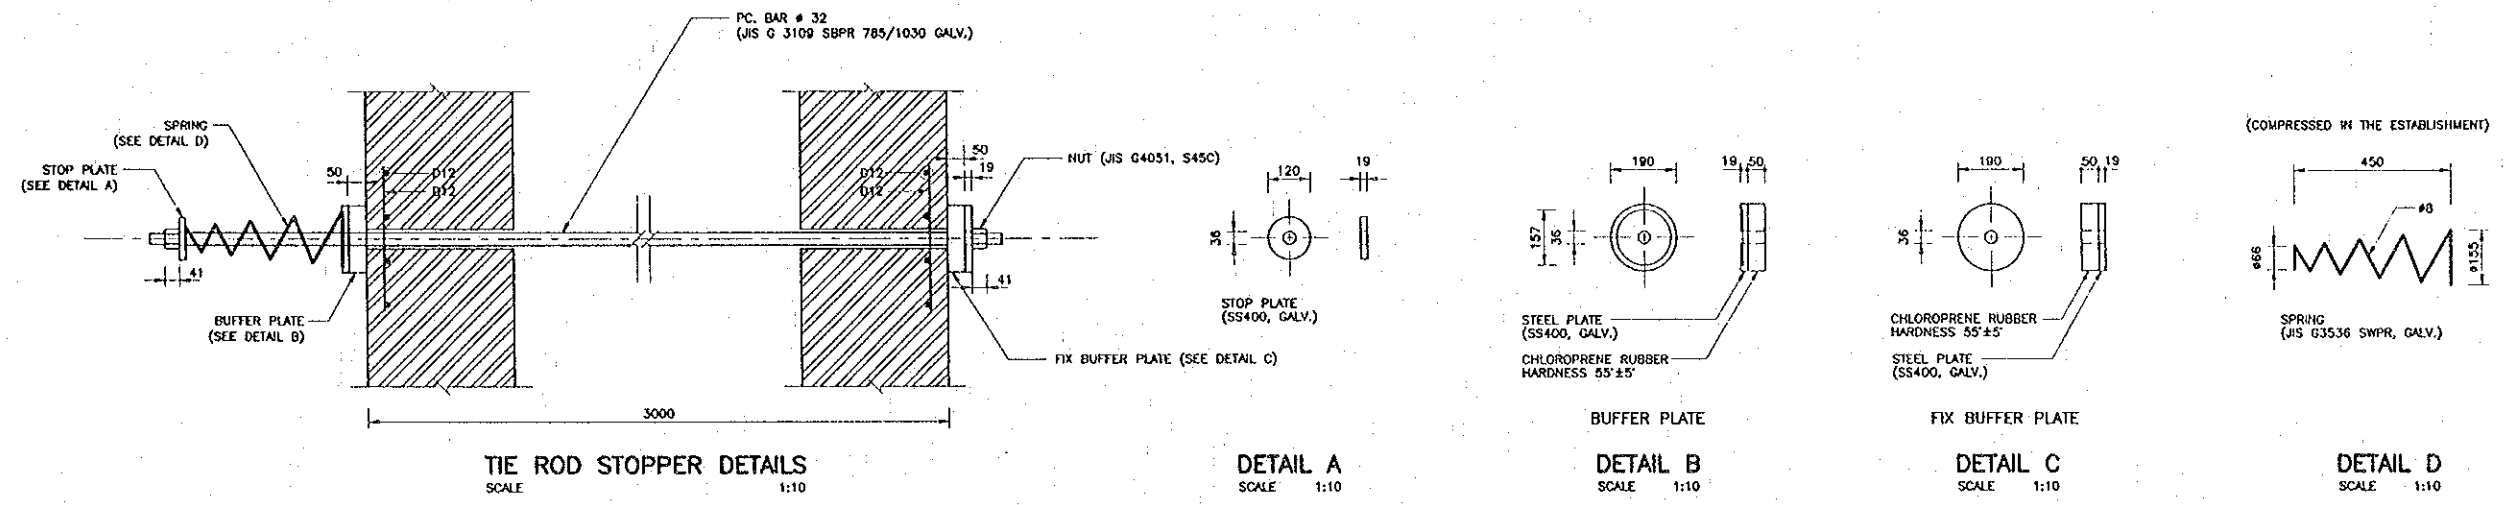 PC. BAR ø 32
(JIS G 3109 SBPR 785/1030 GALV.)
SPRING
(SEE DETAIL D)
STOP PLATE
(SEE DETAIL A)
50
D12
D12
41
BUFFER PLATE
(SEE DETAIL B)
D12
D12
50
19
NUT (JIS G4051, S45C)
41
FIX BUFFER PLATE (SEE DETAIL C)
3000
TIE ROD STOPPER DETAILS
SCALE 1:10
120
19
36
STOP PLATE
(SS400, GALV.)
DETAIL A
SCALE 1:10
190
19
50
157
36
STEEL PLATE
(SS400, GALV.)
CHLOROPRENE RUBBER
HARDNESS 55°±5°
BUFFER PLATE
DETAIL B
SCALE 1:10
190
50
19
36
CHLOROPRENE RUBBER
HARDNESS 55°±5°
STEEL PLATE
(SS400, GALV.)
FIX BUFFER PLATE
DETAIL C
SCALE 1:10
(COMPRESSED IN THE ESTABLISHMENT)
450
ø8
ø66
ø155
SPRING
(JIS G3536 SWPR, GALV.)
DETAIL D
SCALE 1:10